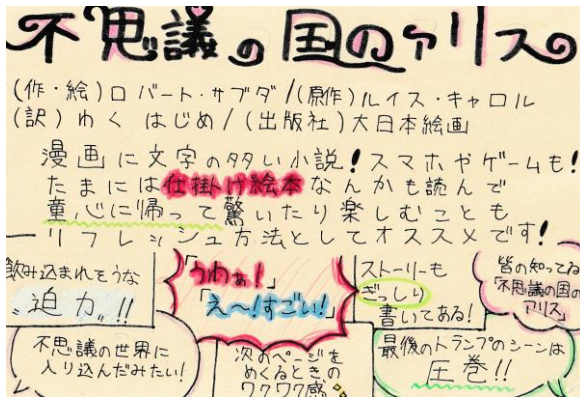 不思議の国のアリス
(作・絵)ロバート・サブダ/(原作)ルイス・キャロル
(訳)わく はじめ/(出版社)大日本絵画
漫画に文字の多い小説!スマホやゲームも!
たまには仕掛け絵本なんかも読んで
童心に帰って驚いたり楽しむことも
リフレッシュ方法としてオススメです!
飲み込まれそうな
迫力!!
「うわぁ!」
「え〜!すごい!」
ストーリーも
ぎっしり
書いてある!
皆の知ってる
「不思議の国の
アリス」
不思議の世界に
入り込んだみたい!
次のページを
めくるときの
ワクワク感
最後のトランプのシーンは
圧巻!!